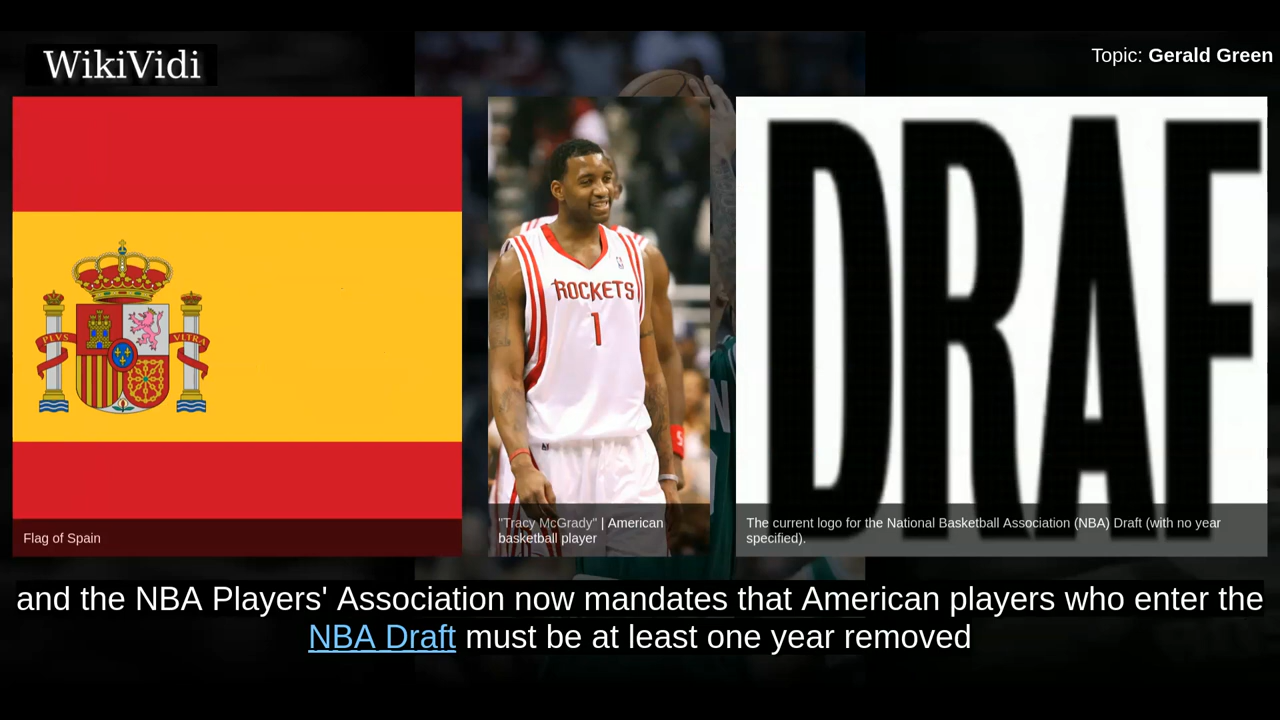 WikiVidi
Topic: Gerald Green
PLVS VLTRA
ROCKETS
1
DRAF
Flag of Spain
"Tracy McGrady" | American
basketball player
The current logo for the National Basketball Association (NBA) Draft (with no year
specified).
and the NBA Players' Association now mandates that American players who enter the
NBA Draft must be at least one year removed